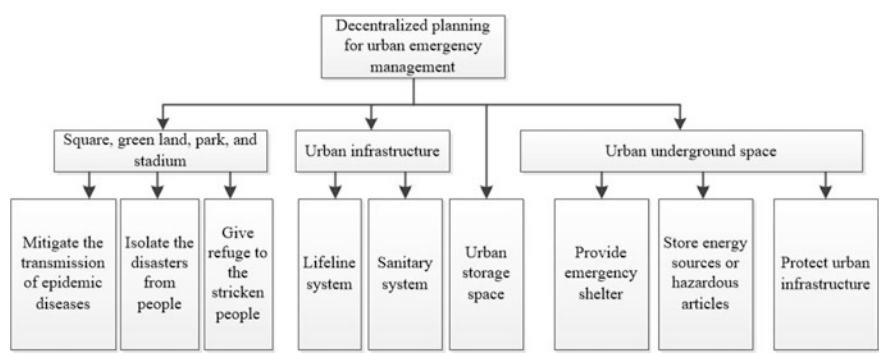 Decentralized planning
for urban emergency
management
Square, green land, park, and
stadium
Urban infrastructure
Urban underground space
Mitigate the
transmission
of epidemic
diseases
Isolate the
disasters from
people
Give
refuge to
the
stricken
people
Lifeline
system
Sanitary
system
Urban
storage
space
Provide
emergency
shelter
Store energy
sources or
hazardous
articles
Protect urban
infrastructure